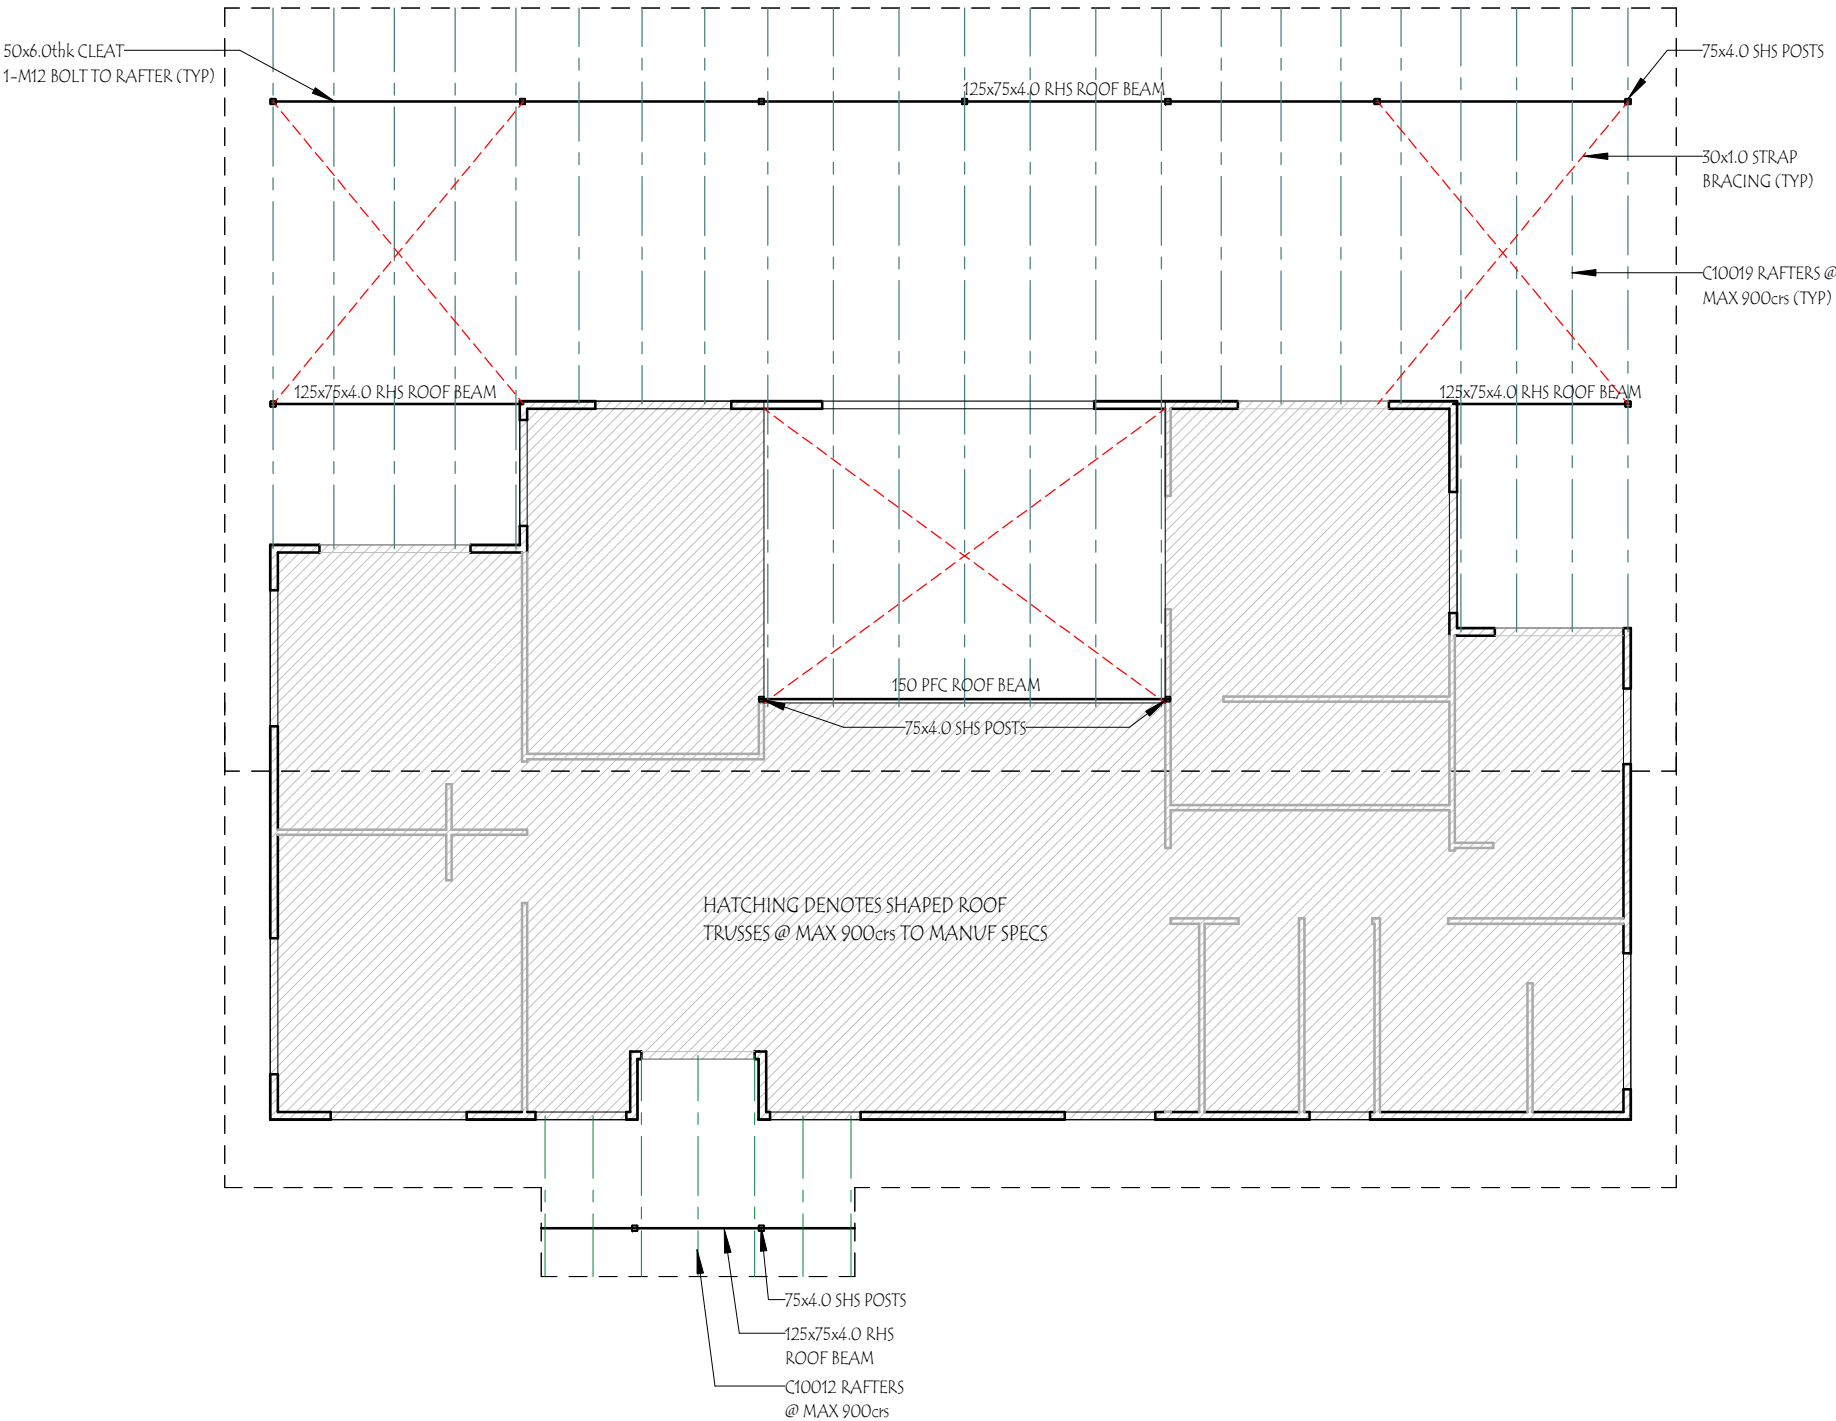 50x6.0thk CLEAT
1-M12 BOLT TO RAFTER (TYP)
125x75x4.0 RHS ROOF BEAM
75x4.0 SHS POSTS
30x1.0 STRAP
BRACING (TYP)
C10019 RAFTERS @
MAX 900crs (TYP)
125x75x4.0 RHS ROOF BEAM
125x75x4.0 RHS ROOF BEAM
150 PFC ROOF BEAM
75x4.0 SHS POSTS
HATCHING DENOTES SHAPED ROOF
TRUSSES @ MAX 900crs TO MANUF SPECS
75x4.0 SHS POSTS
125x75x4.0 RHS
ROOF BEAM
C10012 RAFTERS
@ MAX 900crs